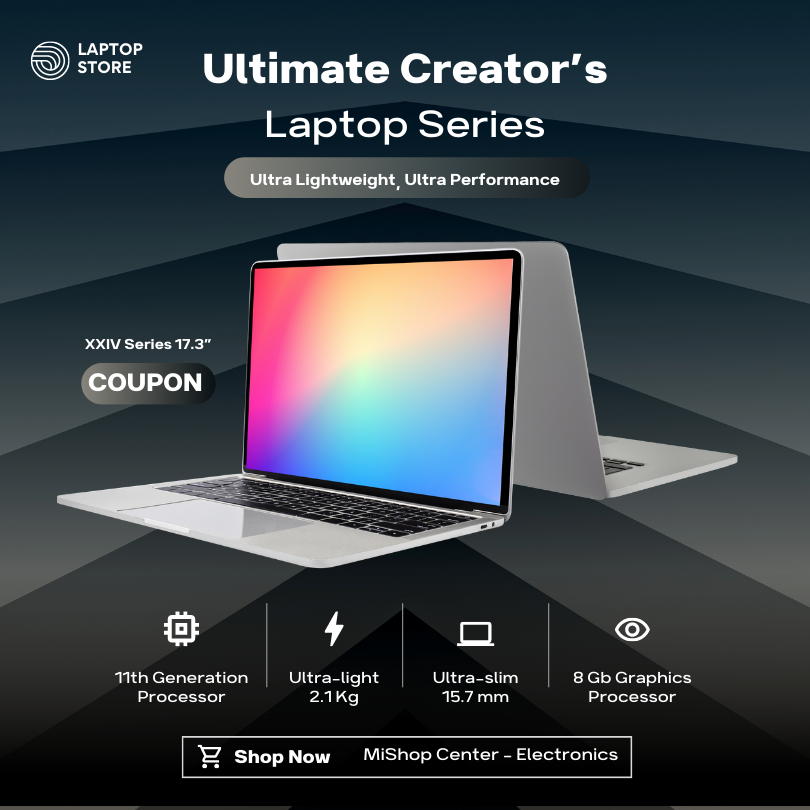 LAPTOP
STORE
Ultimate Creator’s
Laptop Series
Ultra Lightweight, Ultra Performance
XXIV Series 17.3”
COUPON
11th Generation
Processor
Ultra-light
2.1 Kg
Ultra-slim
15.7 mm
8 Gb Graphics
Processor
Shop Now
MiShop Center - Electronics